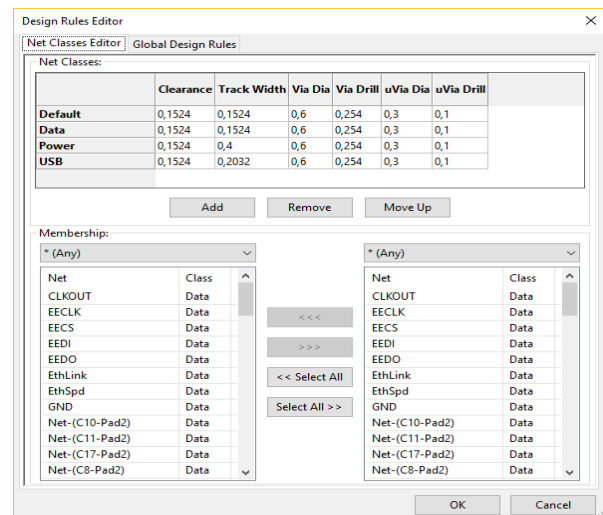 Design Rules Editor
Net Classes Editor Global Design Rules
Net Classes:
Clearance Track Width Via Dia Via Drill uVia Dia uVia Drill
Default 0,1524 0,1524 0,6 0,254 0,3 0,1
Data 0,1524 0,1524 0,6 0,254 0,3 0,1
Power 0,1524 0,4 0,6 0,254 0,3 0,1
USB 0,1524 0,2032 0,6 0,254 0,3 0,1
Add Remove Move Up
Membership:
* (Any) * (Any)
Net Class Net Class
CLKOUT Data CLKOUT Data
EECLK Data <<< EECLK Data
EECS Data EECS Data
EEDI Data >>> EEDI Data
EEDO Data EEDO Data
EthLink Data << Select All EthLink Data
EthSpd Data EthSpd Data
GND Data Select All >> GND Data
Net-(C10-Pad2) Data Net-(C10-Pad2) Data
Net-(C11-Pad2) Data Net-(C11-Pad2) Data
Net-(C17-Pad2) Data Net-(C17-Pad2) Data
Net-(C8-Pad2) Data Net-(C8-Pad2) Data
OK Cancel